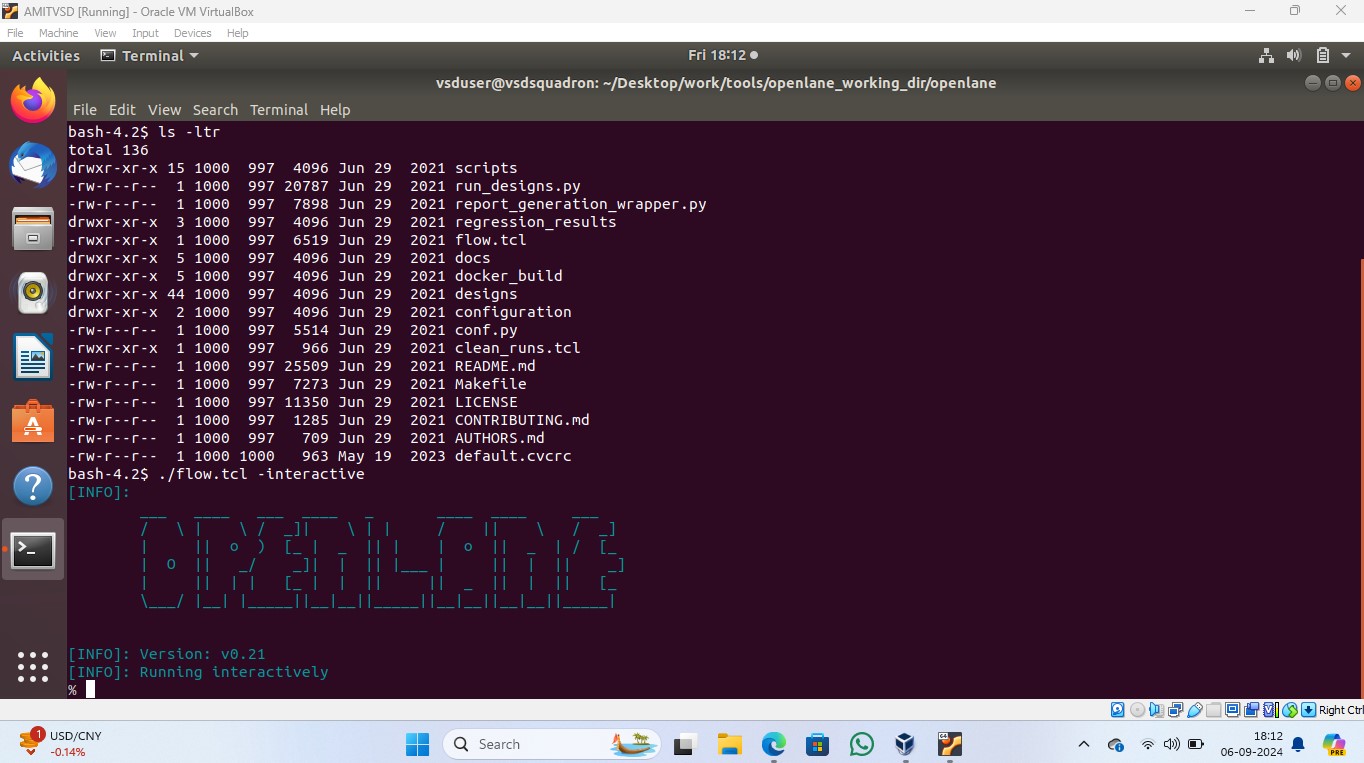 AMITVSD [Running] - Oracle VM VirtualBox
File Machine View Input Devices Help
Activities Terminal Fri 18:12
vsduser@vsdsquadron: ~/Desktop/work/tools/openlane_working_dir/openlane
File Edit View Search Terminal Help
bash-4.2$ ls -ltr
total 136
drwxr-xr-x 15 1000  997  4096 Jun 29  2021 scripts
-rw-r--r--  1 1000  997 20787 Jun 29  2021 run_designs.py
-rw-r--r--  1 1000  997  7898 Jun 29  2021 report_generation_wrapper.py
drwxr-xr-x  3 1000  997  4096 Jun 29  2021 regression_results
-rwxr-xr-x  1 1000  997  6519 Jun 29  2021 flow.tcl
drwxr-xr-x  5 1000  997  4096 Jun 29  2021 docs
drwxr-xr-x  5 1000  997  4096 Jun 29  2021 docker_build
drwxr-xr-x 44 1000  997  4096 Jun 29  2021 designs
drwxr-xr-x  2 1000  997  4096 Jun 29  2021 configuration
-rw-r--r--  1 1000  997  5514 Jun 29  2021 conf.py
-rwxr-xr-x  1 1000  997   966 Jun 29  2021 clean_runs.tcl
-rw-r--r--  1 1000  997 25509 Jun 29  2021 README.md
-rw-r--r--  1 1000  997  7273 Jun 29  2021 Makefile
-rw-r--r--  1 1000  997 11350 Jun 29  2021 LICENSE
-rw-r--r--  1 1000  997  1285 Jun 29  2021 CONTRIBUTING.md
-rw-r--r--  1 1000  997   709 Jun 29  2021 AUTHORS.md
-rw-r--r--  1 1000 1000   963 May 19  2023 default.cvcrc
bash-4.2$ ./flow.tcl -interactive
[INFO]:
OPENLANE
[INFO]: Version: v0.21
[INFO]: Running interactively
%
Right Ctrl
1
USD/CNY
-0.14%
Search
64
18:12
06-09-2024
PRE